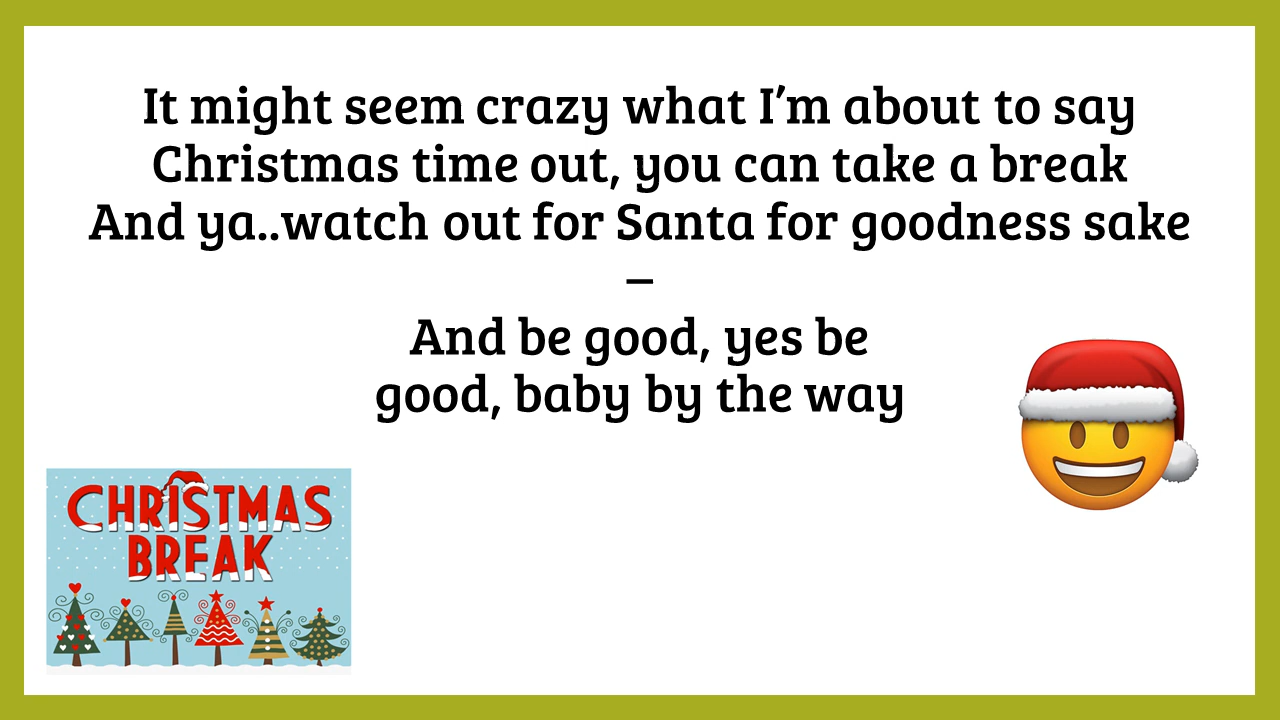 It might seem crazy what I’m about to say
Christmas time out, you can take a break
And ya..watch out for Santa for goodness sake
–
And be good, yes be
good, baby by the way
CHRISTMAS
BREAK